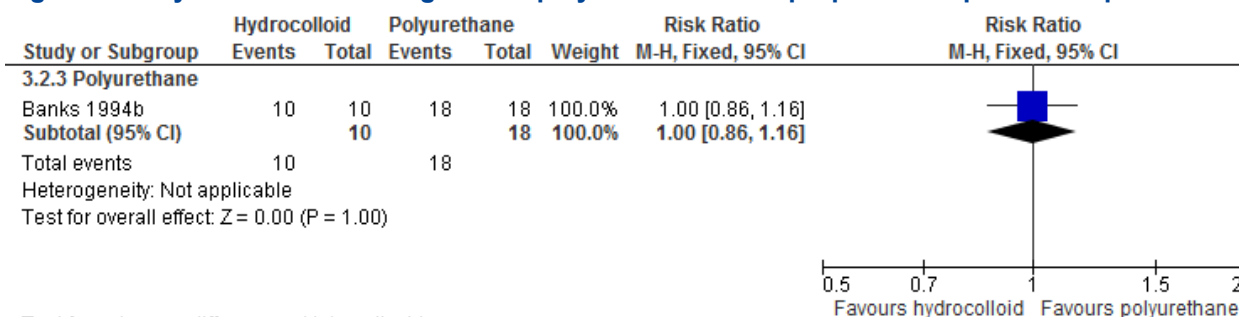 Hydrocolloid Polyurethane Risk Ratio Risk Ratio
Study or Subgroup Events Total Events Total Weight M-H, Fixed, 95% CI M-H, Fixed, 95% CI
3.2.3 Polyurethane
Banks 1994b 10 10 18 18 100.0% 1.00 [0.86, 1.16]
Subtotal (95% CI) 10 18 100.0% 1.00 [0.86, 1.16]
Total events 10 18
Heterogeneity: Not applicable
Test for overall effect: Z = 0.00 (P = 1.00)
0.5 0.7 1 1.5 2
Favours hydrocolloid Favours polyurethane